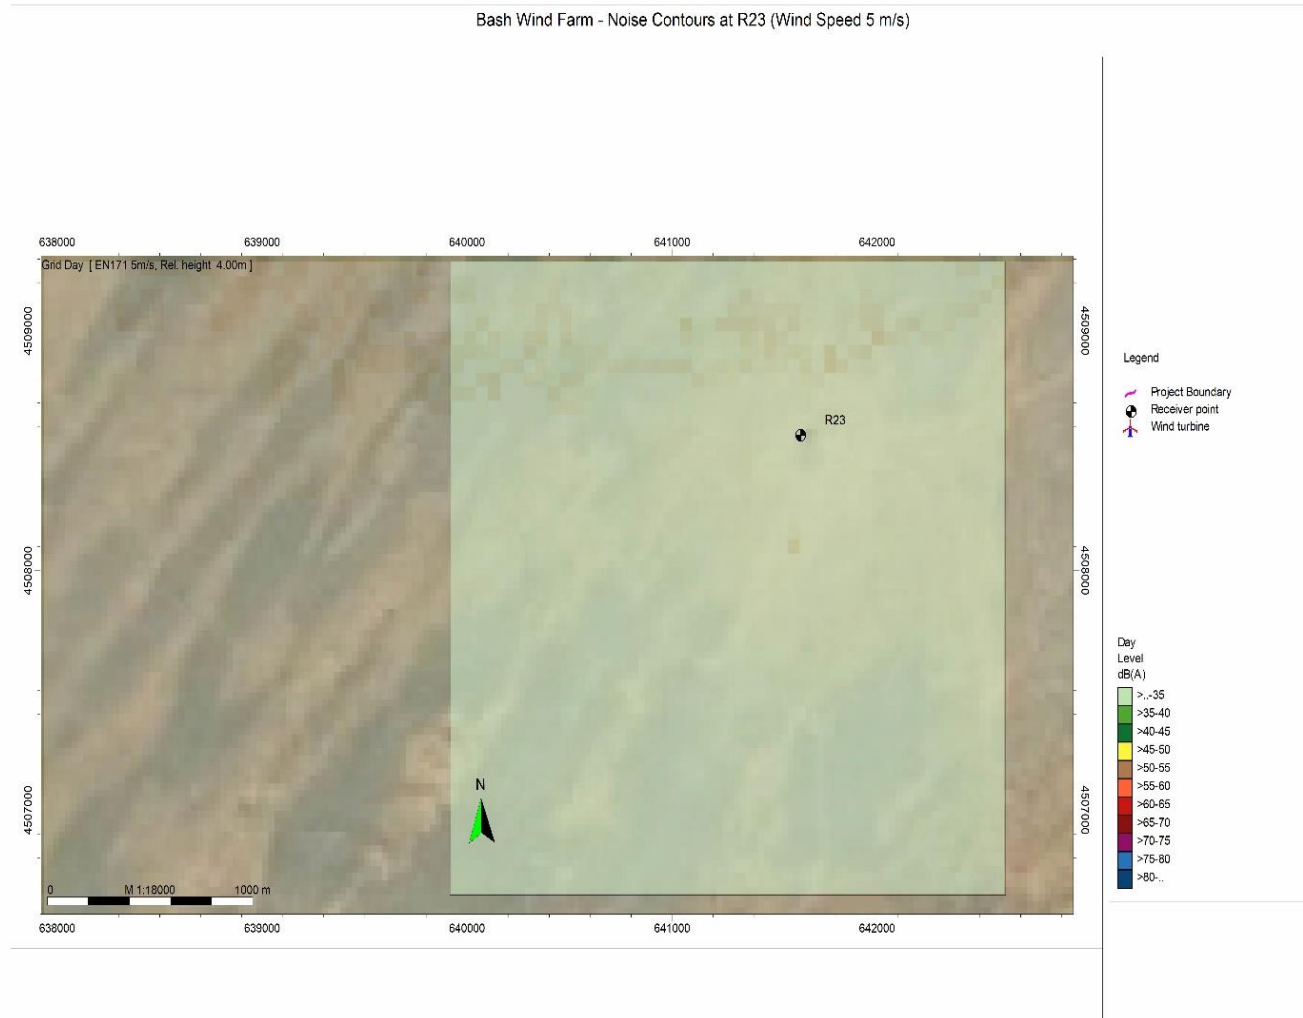 Bash Wind Farm - Noise Contours at R23 (Wind Speed 5 m/s)
638000 639000 640000 641000 642000
Grid Day [ EN171 5m/s, Rel. height 4.00m ]
4509000 4509000
Legend
Project Boundary
Receiver point
Wind turbine
R23
4508000 4508000
Day
Level
dB(A)
>..-35
>35-40
>40-45
>45-50
>50-55
>55-60
>60-65
>65-70
>70-75
>75-80
>80-..
N
4507000 4507000
0 M 1:18000 1000 m
638000 639000 640000 641000 642000